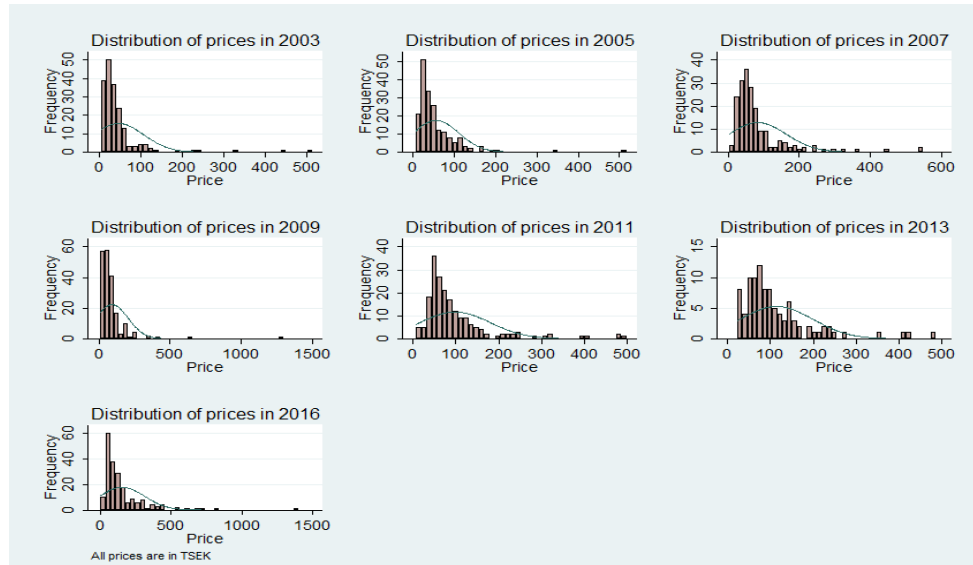 Distribution of prices in 2003
Frequency
0 10 20 30 40 50
0 100 200 300 400 500
Price
Distribution of prices in 2005
Frequency
0 10 20 30 40 50
0 100 200 300 400 500
Price
Distribution of prices in 2007
Frequency
0 10 20 30 40
0 200 400 600
Price
Distribution of prices in 2009
Frequency
0 20 40 60
0 500 1000 1500
Price
Distribution of prices in 2011
Frequency
0 10 20 30 40
0 100 200 300 400 500
Price
Distribution of prices in 2013
Frequency
0 5 10 15
0 100 200 300 400 500
Price
Distribution of prices in 2016
Frequency
0 20 40 60
0 500 1000 1500
Price
All prices are in TSEK